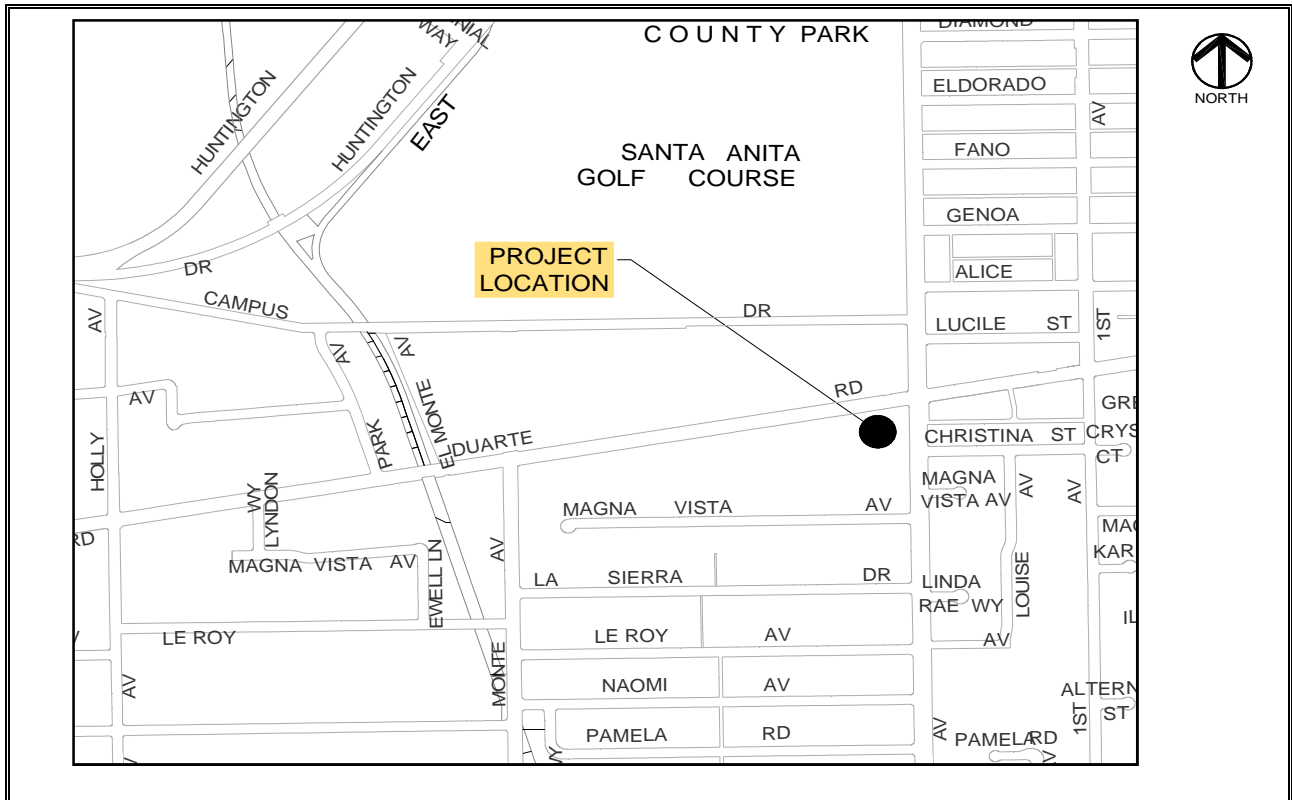 DIAMOND
COUNTY PARK
WAY
NORTH
HUNTINGTON
HUNTINGTON
EAST
ELDORADO
AV
SANTA ANITA
GOLF COURSE
FANO
GENOA
DR
ALICE
PROJECT
LOCATION
CAMPUS
DR
AV
LUCILE ST
1ST
AV
AV
AV
RD
PARK
EL MONTE
DUARTE
HOLLY
CHRISTINA ST
CT
WY
LYNDON
MAGNA VISTA AV
MAGNA
VISTA AV
AV
AV
RD
MAGNA VISTA AV
EWELL LN
AV
LA SIERRA DR
LINDA
RAE WY
LOUISE
LE ROY
LE ROY AV
AV
AV
MONTE
NAOMI AV
ST
PAMELA RD
AV
PAMELA RD
1ST
AV